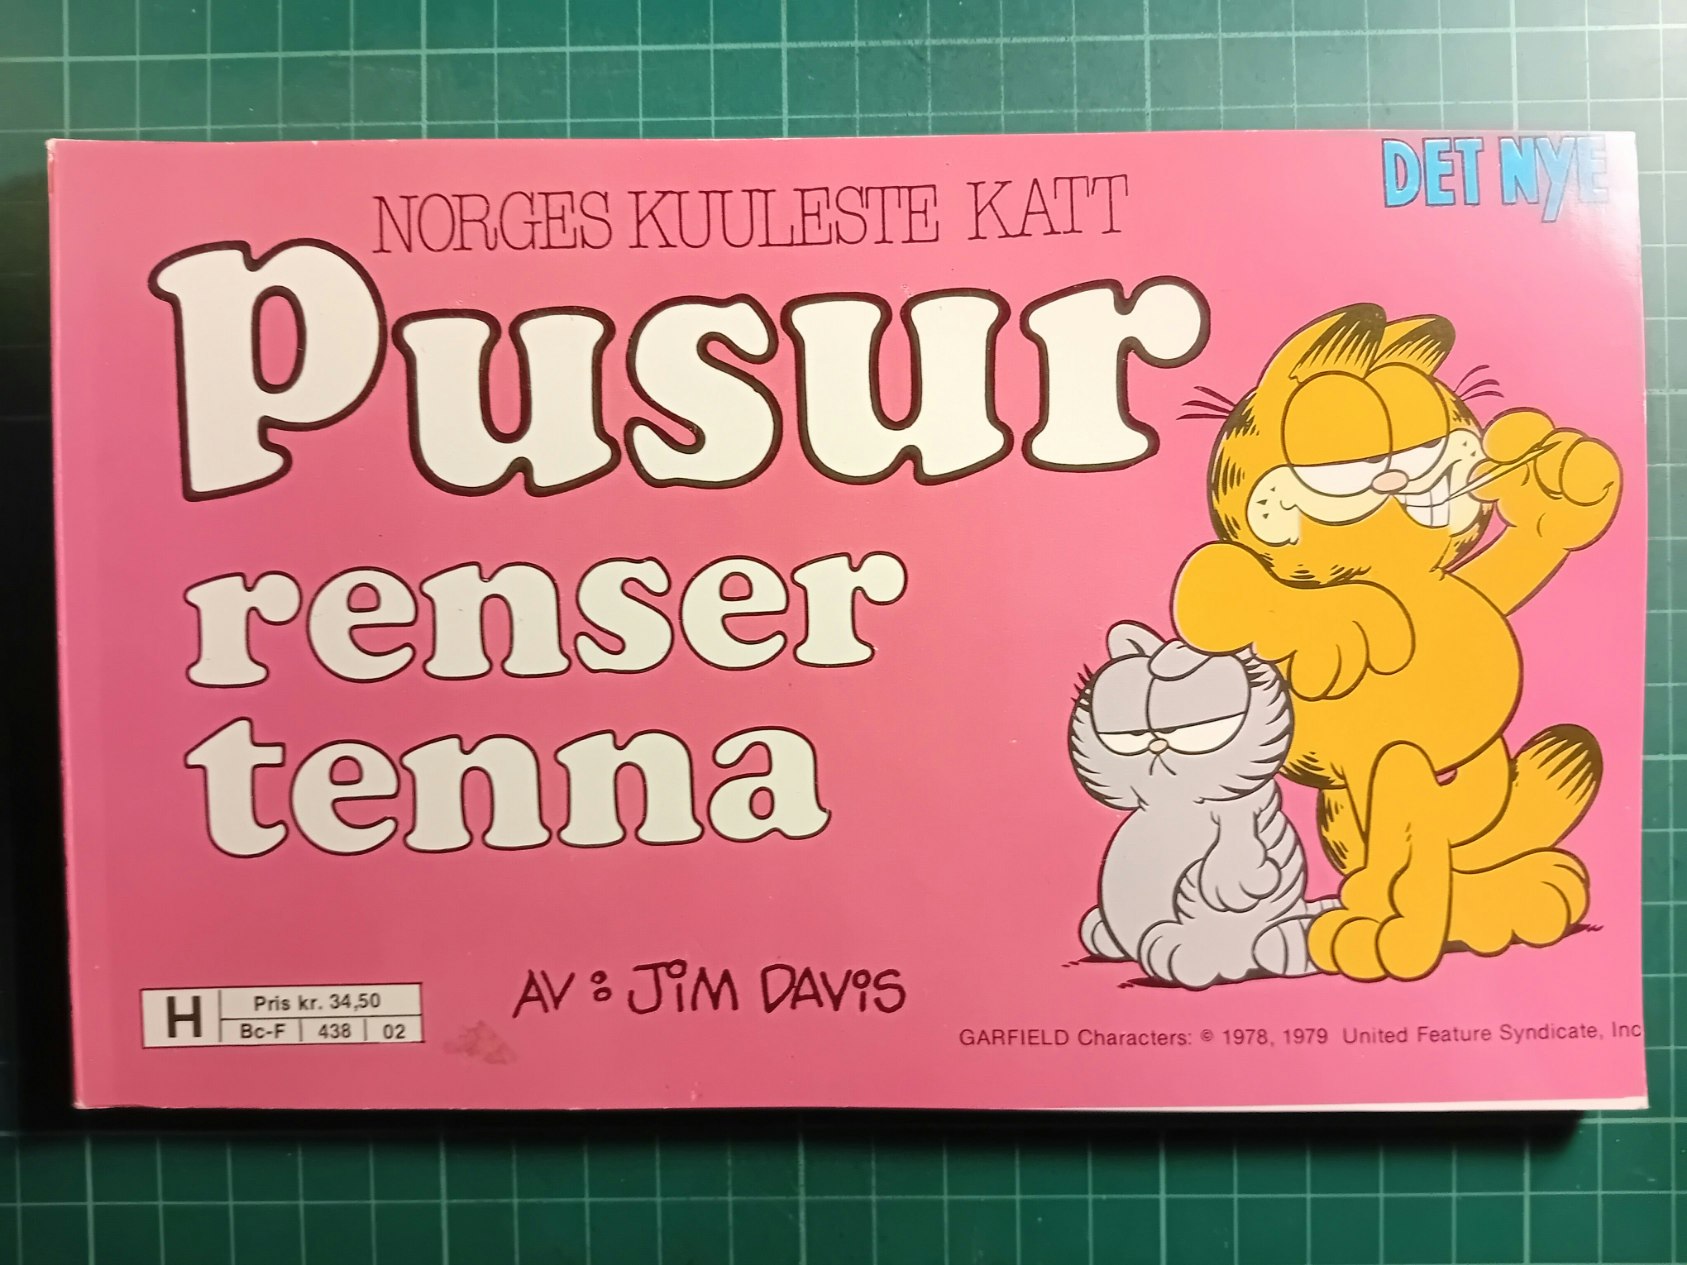 DET NYE
NORGES KUULESTE KATT
Pusur
renser
tenna
AV: JiM DAViS
H
Pris kr. 34,50
Bc-F | 438 | 02
GARFIELD Characters: © 1978, 1979 United Feature Syndicate, Inc